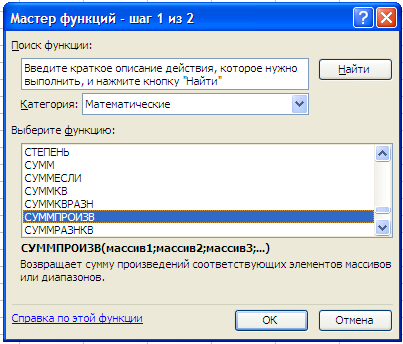 Мастер функций - шаг 1 из 2
Поиск функции:
Введите краткое описание действия, которое нужно
выполнить, и нажмите кнопку "Найти"
Найти
Категория: Математические
Выберите функцию:
СТЕПЕНЬ
СУММ
СУММЕСЛИ
СУММКВ
СУММКВРАЗН
СУММПРОИЗВ
СУММРАЗНКВ
СУММПРОИЗВ(массив1;массив2;массив3;...)
Возвращает сумму произведений соответствующих элементов массивов
или диапазонов.
Справка по этой функции
ОК
Отмена